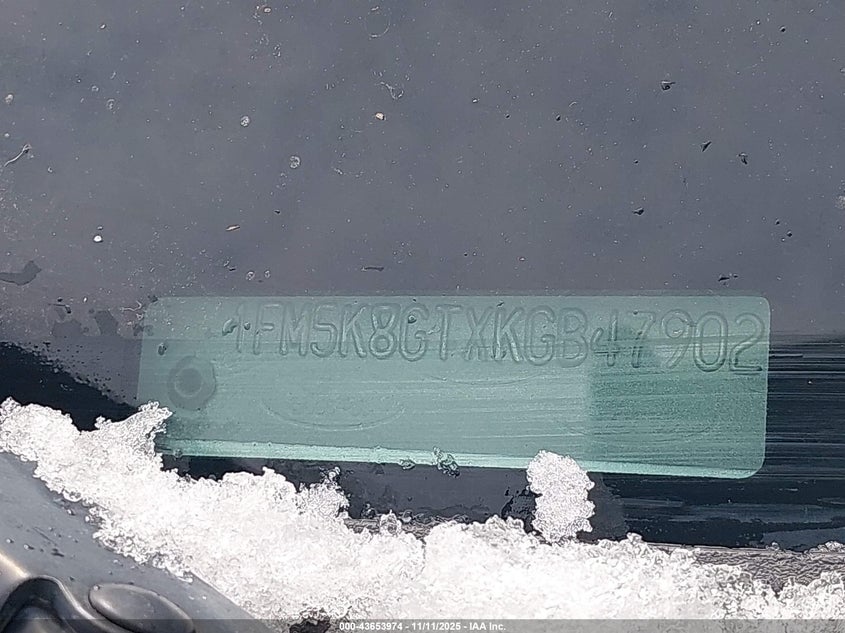 1FM5K8GTXKGB47902
000-43653974 - 11/11/2025 - IAA Inc.